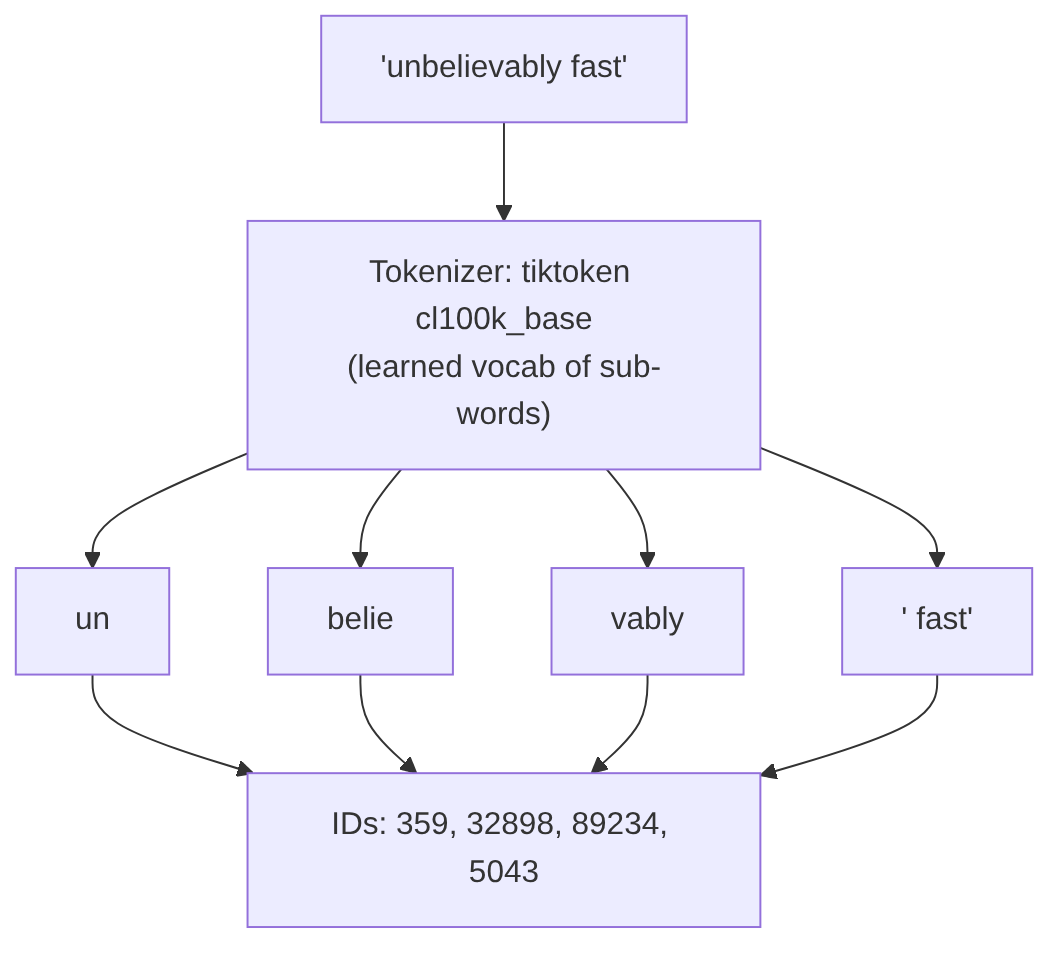 'unbelievably fast'
Tokenizer: tiktoken
cl100k_base
(learned vocab of sub-
words)
un
belie
vably
' fast'
IDs: 359, 32898, 89234,
5043